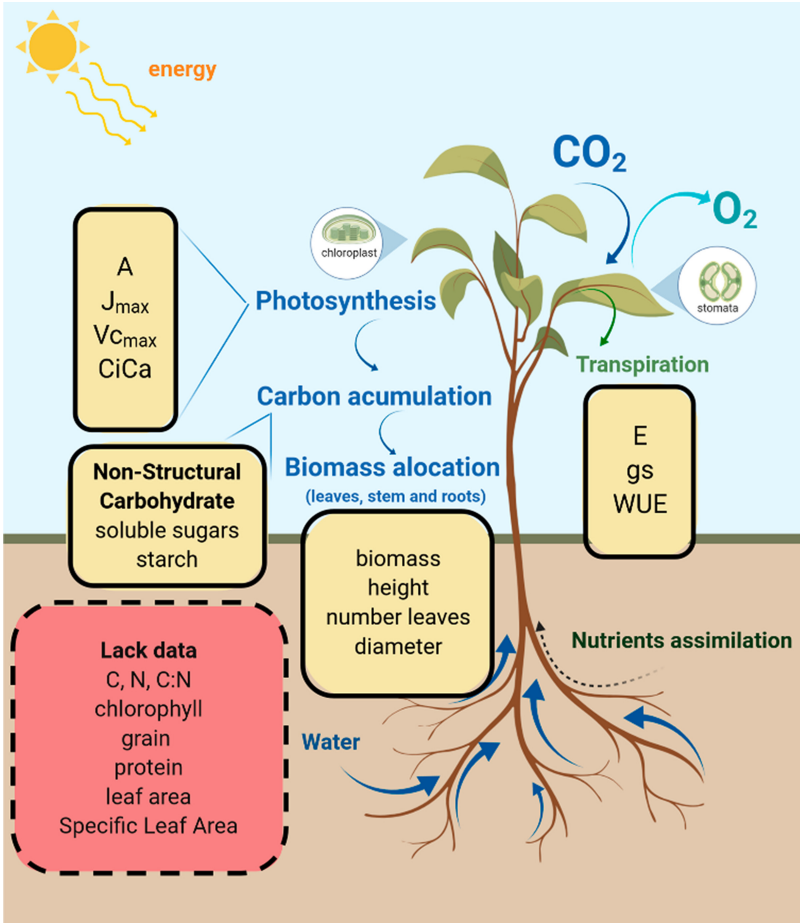 energy
CO₂
O₂
chloroplast
stomata
A
Jmax
Vcmax
CiCa
Photosynthesis
Transpiration
Carbon acumulation
E
gs
WUE
Biomass alocation
(leaves, stem and roots)
Non-Structural
Carbohydrate
soluble sugars
starch
biomass
height
number leaves
diameter
Nutrients assimilation
Lack data
C, N, C:N
chlorophyll
grain
protein
leaf area
Specific Leaf Area
Water